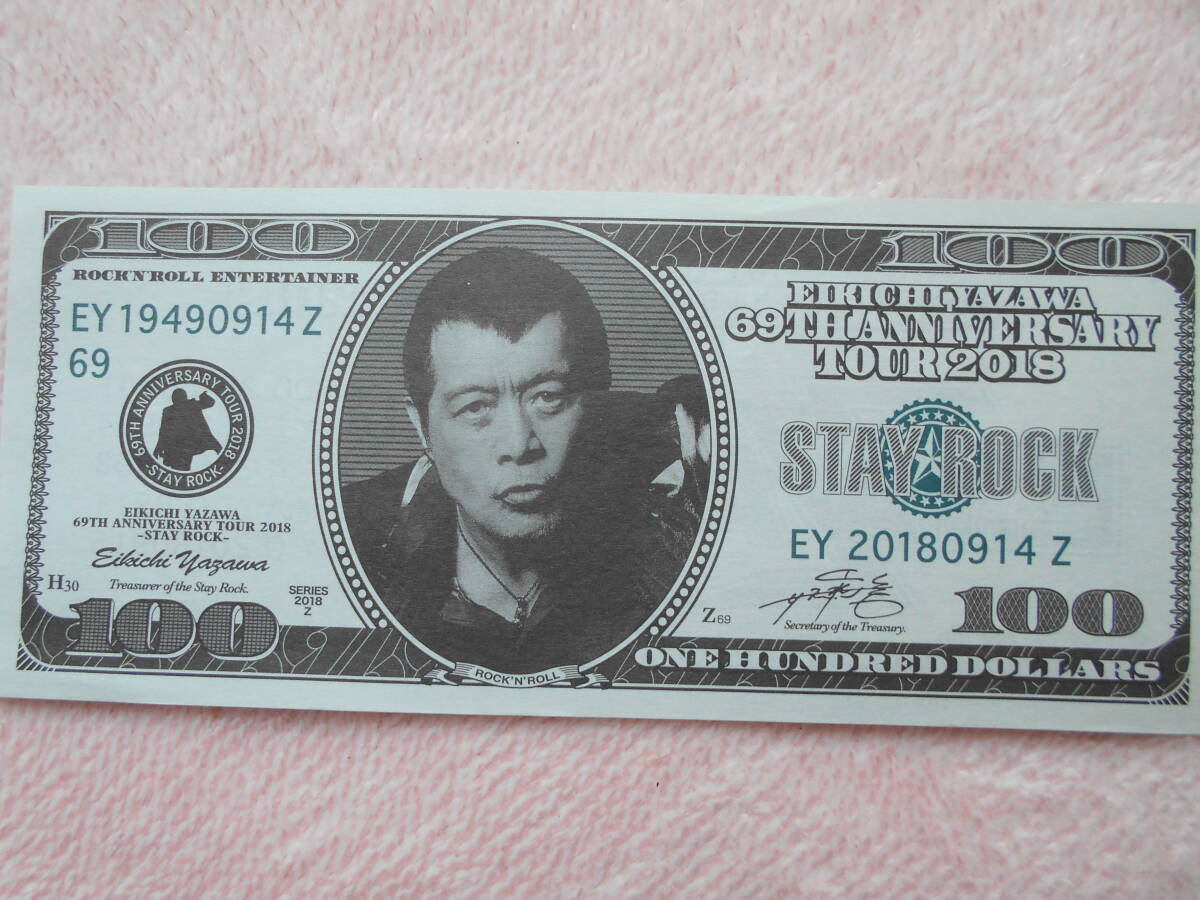 100
100
ROCK'N'ROLL ENTERTAINER
EY 19490914 Z
69
69TH ANNIVERSARY TOUR 2018
-STAY ROCK-
EIKICHI YAZAWA
69TH ANNIVERSARY TOUR 2018
-STAY ROCK-
Eikichi Yazawa
H30
Treasurer of the Stay Rock.
SERIES
2018
Z
100
ROCK'N'ROLL
EIKICHI YAZAWA
69TH ANNIVERSARY
TOUR 2018
STAY ROCK
EY 20180914 Z
Z69
Secretary of the Treasury.
100
ONE HUNDRED DOLLARS